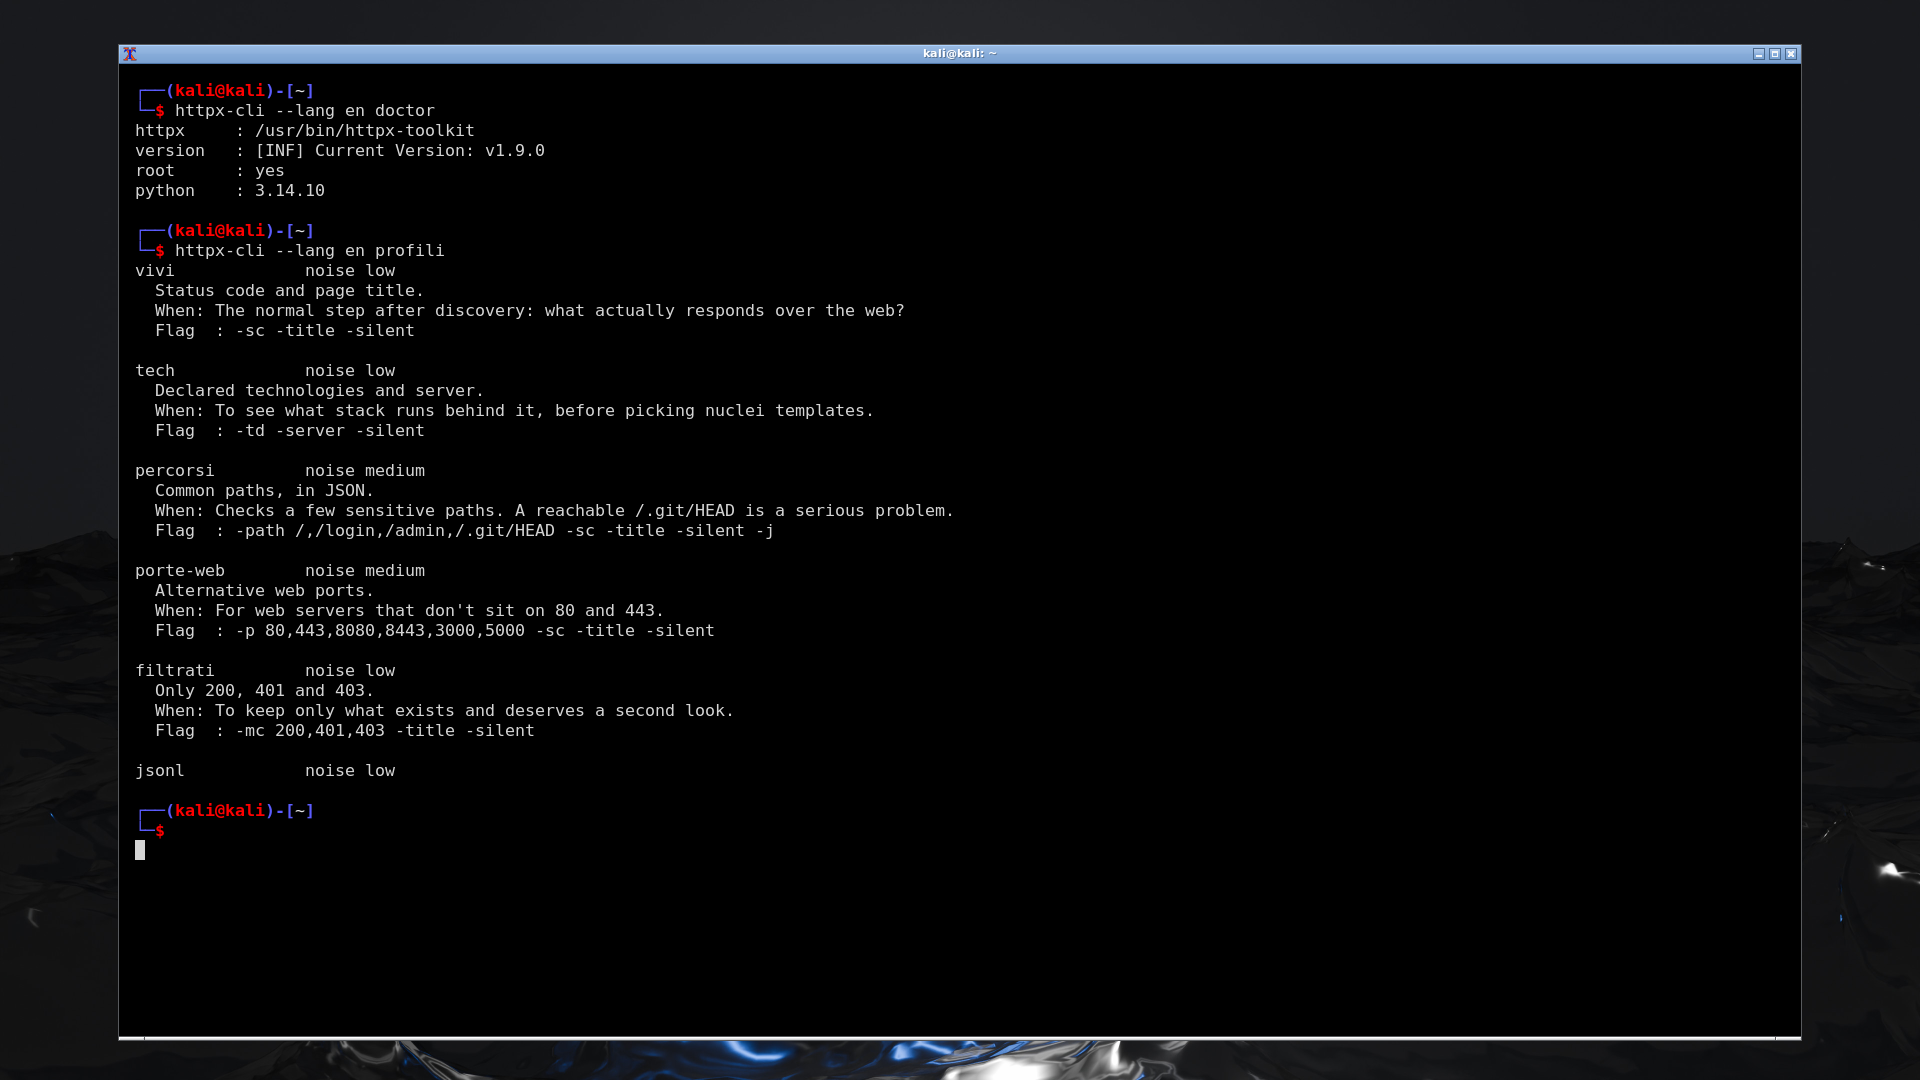 kali@kali: ~
┌──(kali@kali)-[~]
└─$ httpx-cli --lang en doctor
httpx     : /usr/bin/httpx-toolkit
version   : [INF] Current Version: v1.9.0
root      : yes
python    : 3.14.10
┌──(kali@kali)-[~]
└─$ httpx-cli --lang en profili
vivi             noise low
  Status code and page title.
  When: The normal step after discovery: what actually responds over the web?
  Flag  : -sc -title -silent
tech             noise low
  Declared technologies and server.
  When: To see what stack runs behind it, before picking nuclei templates.
  Flag  : -td -server -silent
percorsi         noise medium
  Common paths, in JSON.
  When: Checks a few sensitive paths. A reachable /.git/HEAD is a serious problem.
  Flag  : -path /,/login,/admin,/.git/HEAD -sc -title -silent -j
porte-web        noise medium
  Alternative web ports.
  When: For web servers that don't sit on 80 and 443.
  Flag  : -p 80,443,8080,8443,3000,5000 -sc -title -silent
filtrati         noise low
  Only 200, 401 and 403.
  When: To keep only what exists and deserves a second look.
  Flag  : -mc 200,401,403 -title -silent
jsonl            noise low
┌──(kali@kali)-[~]
└─$